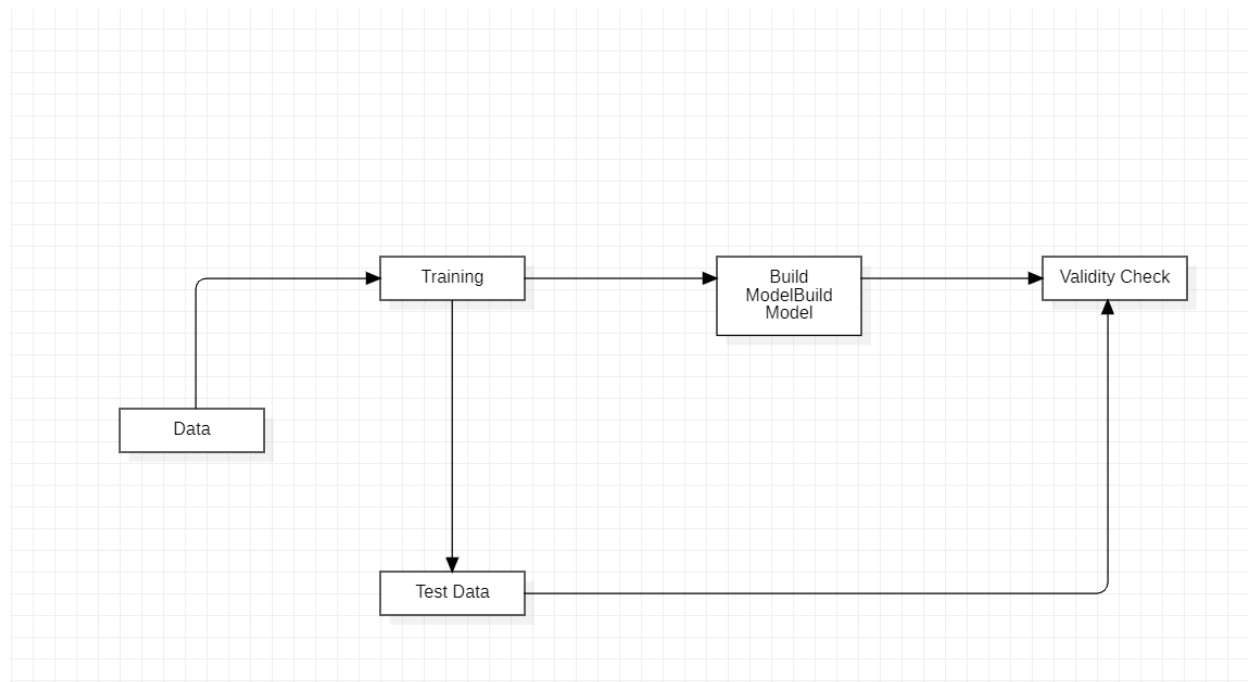 Training
Build
ModelBuild
Model
Validity Check
Data
Test Data